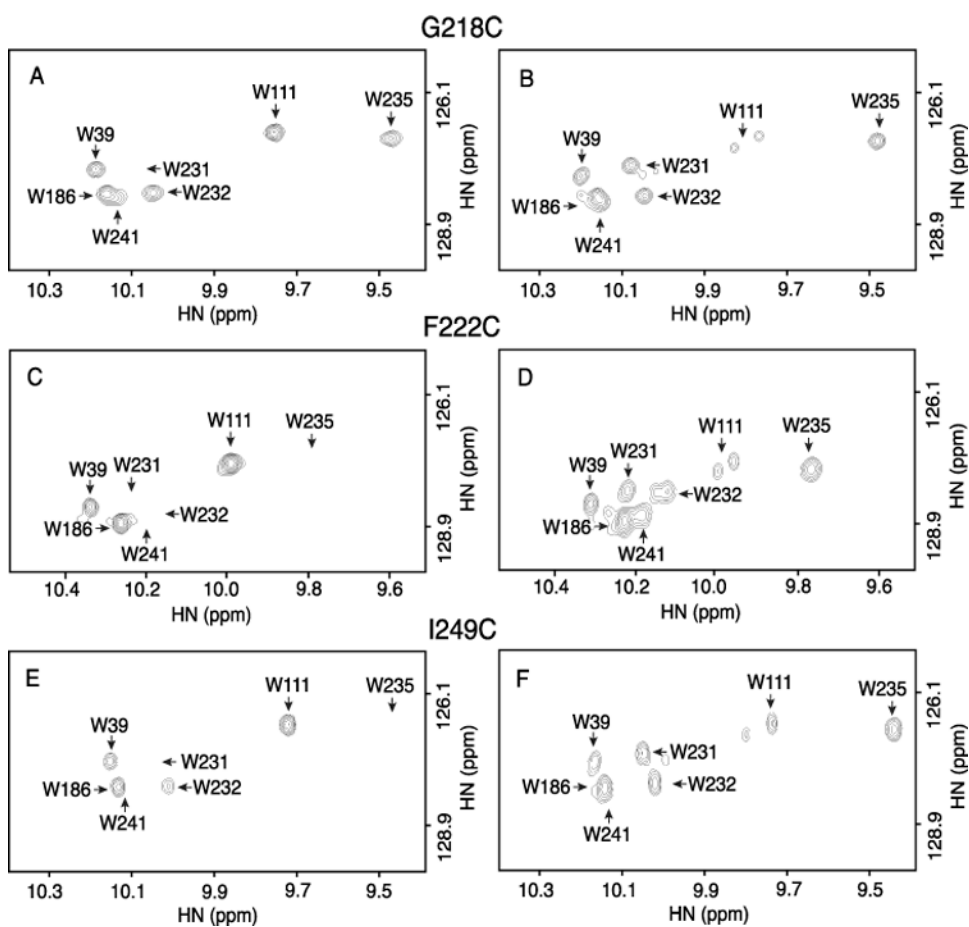 G218C
A
W39
W186
W241
W231
W232
W111
W235
126.1
128.9
HN (ppm)
10.3 10.1 9.9 9.7 9.5
HN (ppm)
B
W39
W186
W241
W231
W232
W111
W235
126.1
128.9
HN (ppm)
10.3 10.1 9.9 9.7 9.5
HN (ppm)
F222C
C
W39
W231
W186
W241
W232
W111
W235
126.1
128.9
HN (ppm)
10.4 10.2 10.0 9.8 9.6
HN (ppm)
D
W39
W231
W186
W241
W232
W111
W235
126.1
128.9
HN (ppm)
10.4 10.2 10.0 9.8 9.6
HN (ppm)
I249C
E
W39
W186
W241
W231
W232
W111
W235
126.1
128.9
HN (ppm)
10.3 10.1 9.9 9.7 9.5
HN (ppm)
F
W39
W186
W241
W231
W232
W111
W235
126.1
128.9
HN (ppm)
10.3 10.1 9.9 9.7 9.5
HN (ppm)